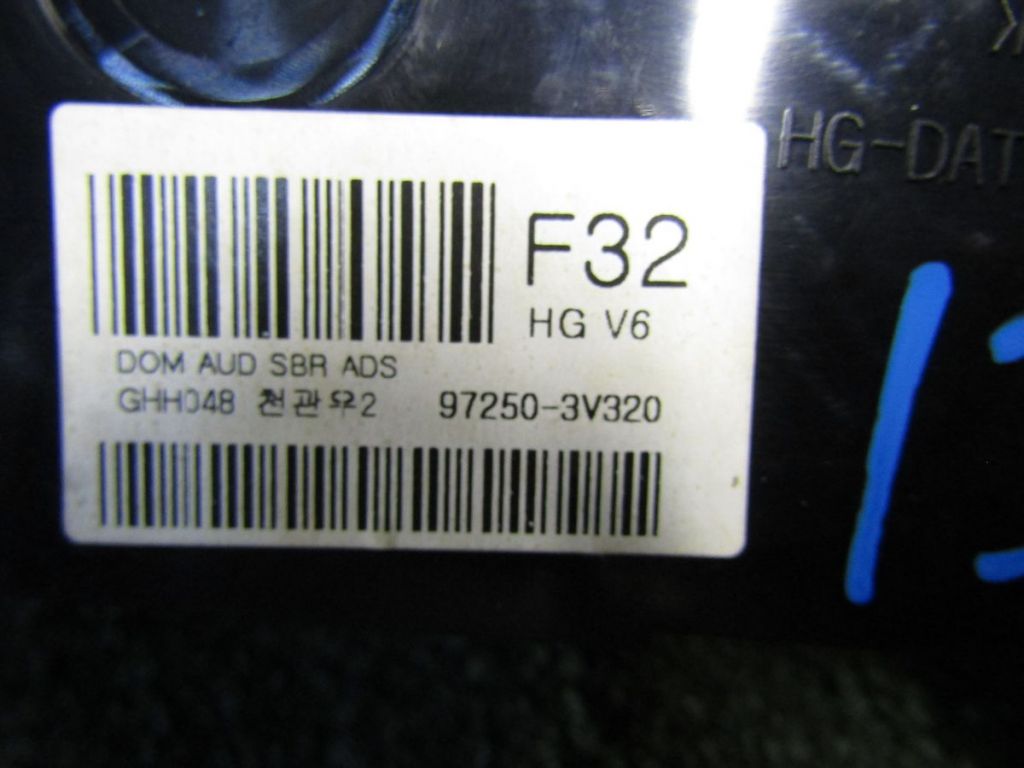 HG-DAT
F32
HG V6
DOM AUD SBR ADS
GHH048 천관우2 97250-3V320